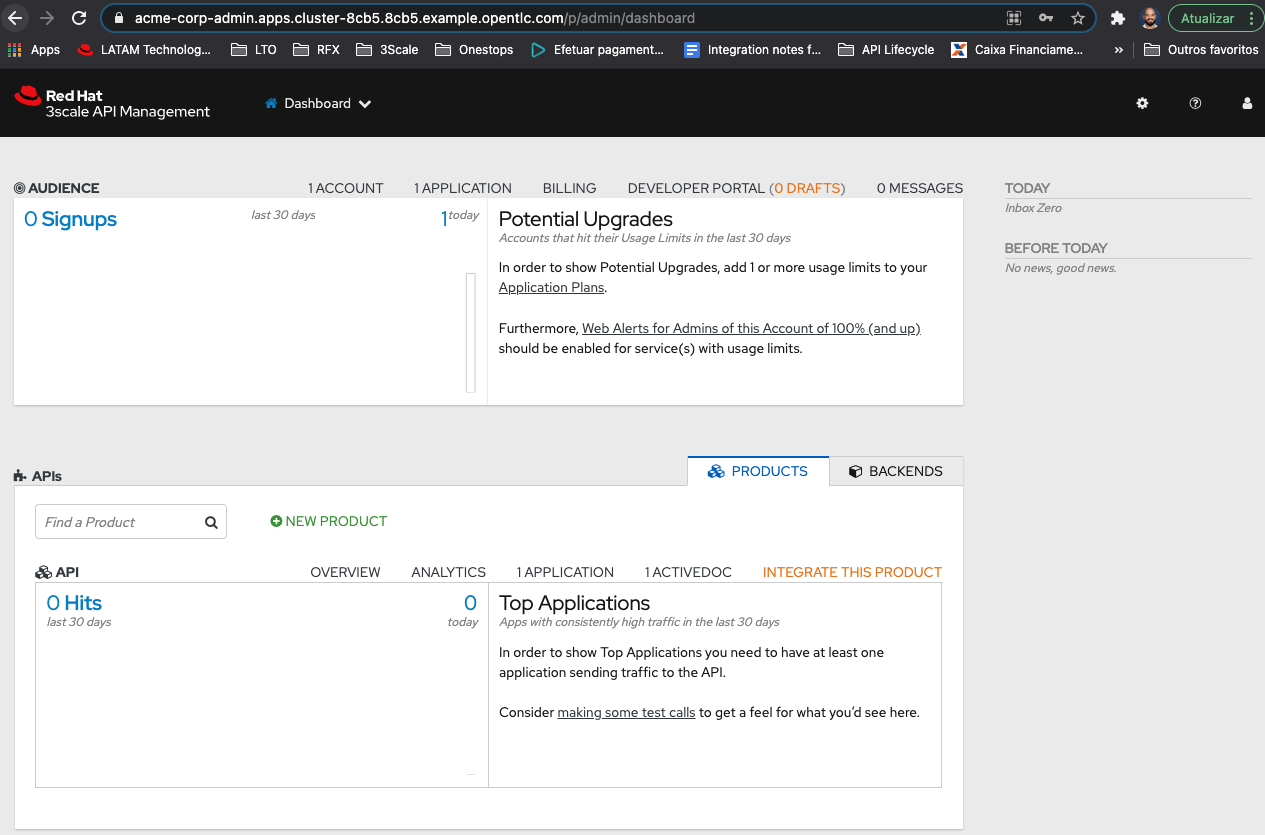 acme-corp-admin.apps.cluster-8cb5.8cb5.example.opentlc.com/p/admin/dashboard
Atualizar
Apps
LATAM Technolog...
LTO
RFX
3Scale
Onestops
Efetuar pagament...
Integration notes f...
API Lifecycle
Caixa Financiame...
»
Outros favoritos
Red Hat
3scale API Management
Dashboard
AUDIENCE
1 ACCOUNT
1 APPLICATION
BILLING
DEVELOPER PORTAL (0 DRAFTS)
0 MESSAGES
0 Signups
last 30 days
1 today
Potential Upgrades
Accounts that hit their Usage Limits in the last 30 days
In order to show Potential Upgrades, add 1 or more usage limits to your
Application Plans.
Furthermore, Web Alerts for Admins of this Account of 100% (and up)
should be enabled for service(s) with usage limits.
TODAY
Inbox Zero
BEFORE TODAY
No news, good news.
APIs
PRODUCTS
BACKENDS
Find a Product
NEW PRODUCT
API
OVERVIEW
ANALYTICS
1 APPLICATION
1 ACTIVEDOC
INTEGRATE THIS PRODUCT
0 Hits
last 30 days
0
today
Top Applications
Apps with consistently high traffic in the last 30 days
In order to show Top Applications you need to have at least one
application sending traffic to the API.
Consider making some test calls to get a feel for what you'd see here.